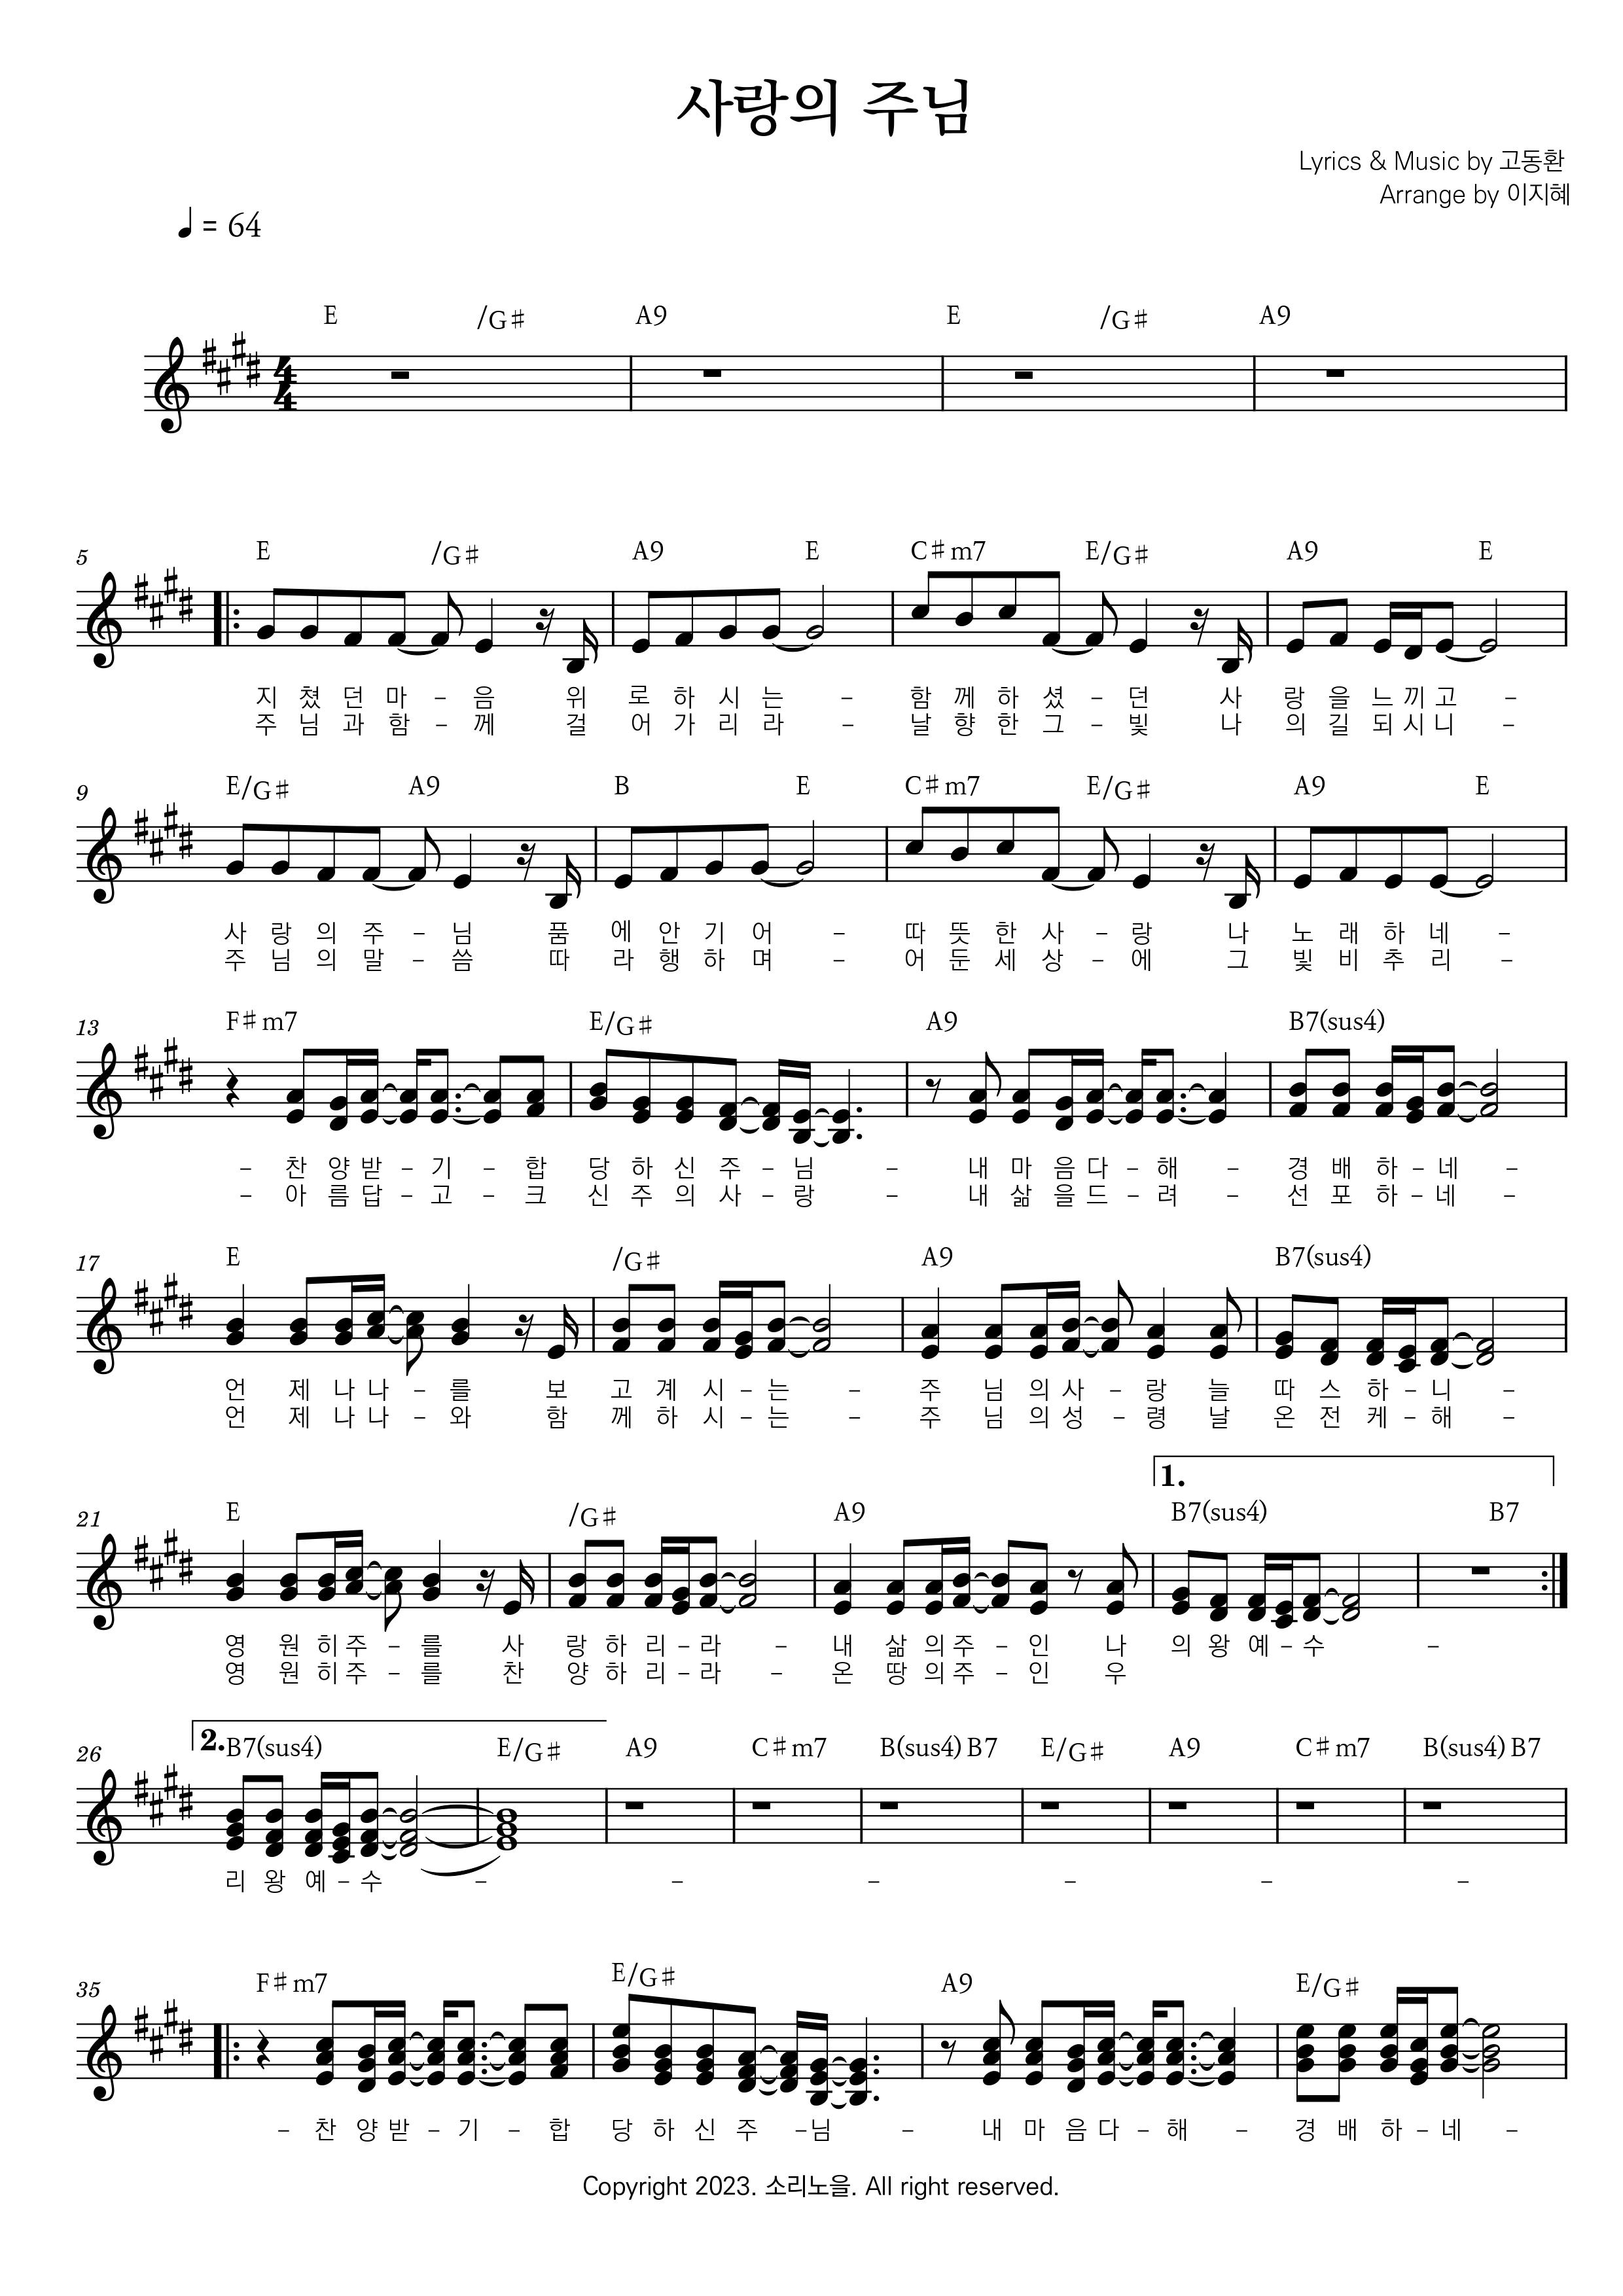 사랑의 주님
Lyrics & Music by 고동환
Arrange by 이지혜
♩ = 64
E /G♯ A9 E /G♯ A9
4/4
5 E /G♯ A9 E C♯m7 E/G♯ A9 E
지 쳤 던 마 – 음 위 로 하 시 는 – 함 께 하 셨 – 던 사 랑 을 느 끼 고 –
주 님 과 함 – 께 걸 어 가 리 라 – 날 향 한 그 – 빛 나 의 길 되 시 니 –
9 E/G♯ A9 B E C♯m7 E/G♯ A9 E
사 랑 의 주 – 님 품 에 안 기 어 – 따 뜻 한 사 – 랑 나 노 래 하 네 –
주 님 의 말 – 씀 따 라 행 하 며 – 어 둔 세 상 – 에 그 빛 비 추 리 –
13 F♯m7 E/G♯ A9 B7(sus4)
– 찬 양 받 – 기 – 합 당 하 신 주 – 님 – 내 마 음 다 – 해 – 경 배 하 – 네 –
– 아 름 답 – 고 – 크 신 주 의 사 – 랑 – 내 삶 을 드 – 려 – 선 포 하 – 네 –
17 E /G♯ A9 B7(sus4)
언 제 나 나 – 를 보 고 계 시 – 는 – 주 님 의 사 – 랑 늘 따 스 하 – 니 –
언 제 나 나 – 와 함 께 하 시 – 는 – 주 님 의 성 – 령 날 온 전 케 – 해 –
1.
21 E /G♯ A9 B7(sus4) B7
영 원 히 주 – 를 사 랑 하 리 – 라 – 내 삶 의 주 – 인 나 의 왕 예 – 수 –
영 원 히 주 – 를 찬 양 하 리 – 라 – 온 땅 의 주 – 인 우
26 2. B7(sus4) E/G♯ A9 C♯m7 B(sus4) B7 E/G♯ A9 C♯m7 B(sus4) B7
리 왕 예 – 수 – – – – – –
35 F♯m7 E/G♯ A9 E/G♯
– 찬 양 받 – 기 – 합 당 하 신 주 – 님 – 내 마 음 다 – 해 – 경 배 하 – 네 –
Copyright 2023. 소리노을. All right reserved.